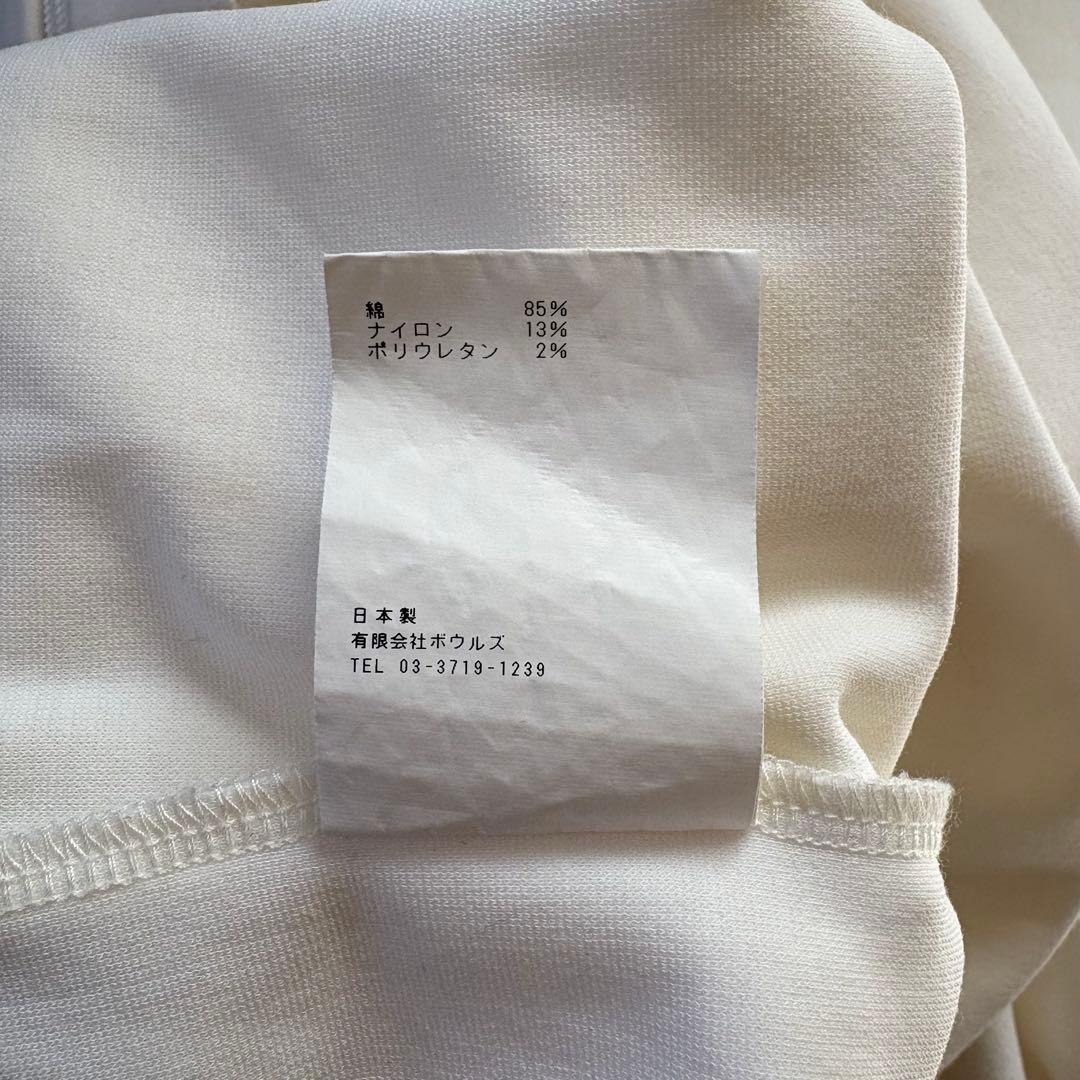 綿 85%
ナイロン 13%
ポリウレタン 2%
日本製
有限会社ボウルズ
TEL 03-3719-1239